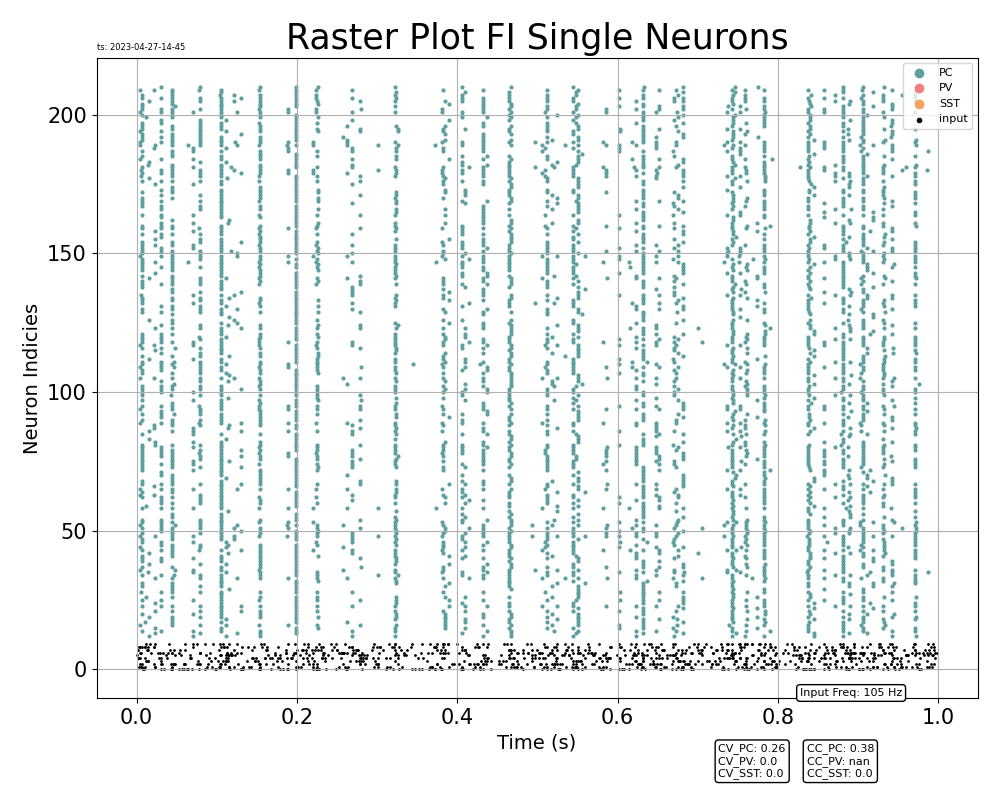 Raster Plot FI Single Neurons
ts: 2023-04-27-14-45
PC
PV
SST
input
200
150
100
50
0
Neuron Indicies
0.0 0.2 0.4 0.6 0.8 1.0
Time (s)
Input Freq: 105 Hz
CV_PC: 0.26
CV_PV: 0.0
CV_SST: 0.0
CC_PC: 0.38
CC_PV: nan
CC_SST: 0.0